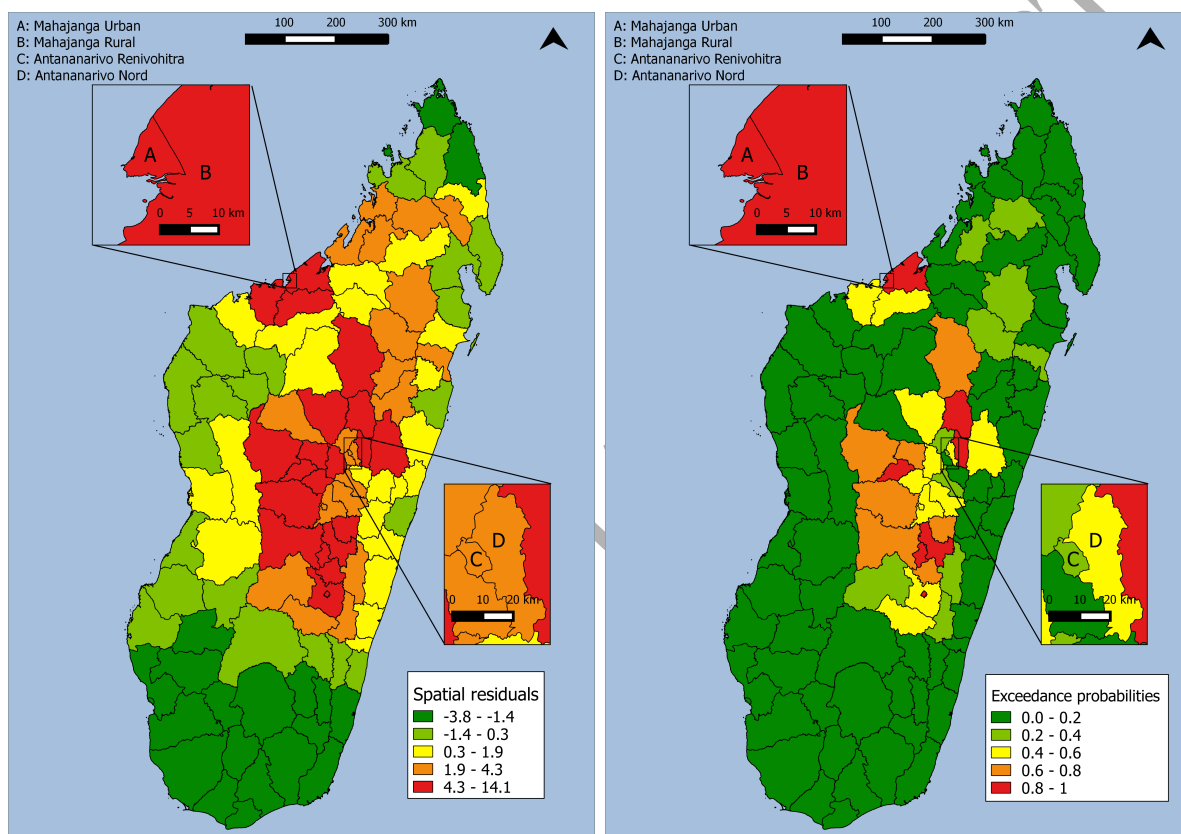 A: Mahajanga Urban
B: Mahajanga Rural
C: Antananarivo Renivohitra
D: Antananarivo Nord
100 200 300 km
A
B
0 5 10 km
D
C
0 10 20 km
Spatial residuals
-3.8 - -1.4
-1.4 - 0.3
0.3 - 1.9
1.9 - 4.3
4.3 - 14.1
A: Mahajanga Urban
B: Mahajanga Rural
C: Antananarivo Renivohitra
D: Antananarivo Nord
100 200 300 km
A
B
0 5 10 km
D
C
0 10 20 km
Exceedance probabilities
0.0 - 0.2
0.2 - 0.4
0.4 - 0.6
0.6 - 0.8
0.8 - 1